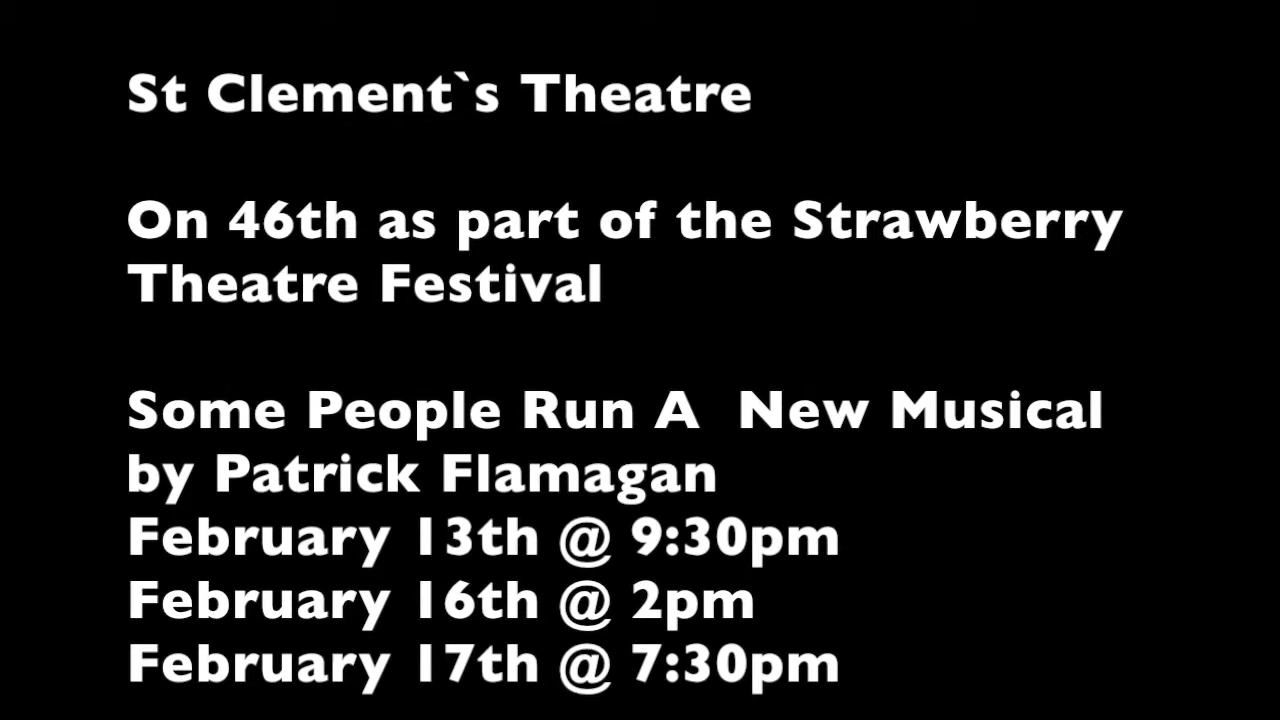 St Clement`s Theatre
On 46th as part of the Strawberry
Theatre Festival
Some People Run A  New Musical
by Patrick Flamagan
February 13th @ 9:30pm
February 16th @ 2pm
February 17th @ 7:30pm